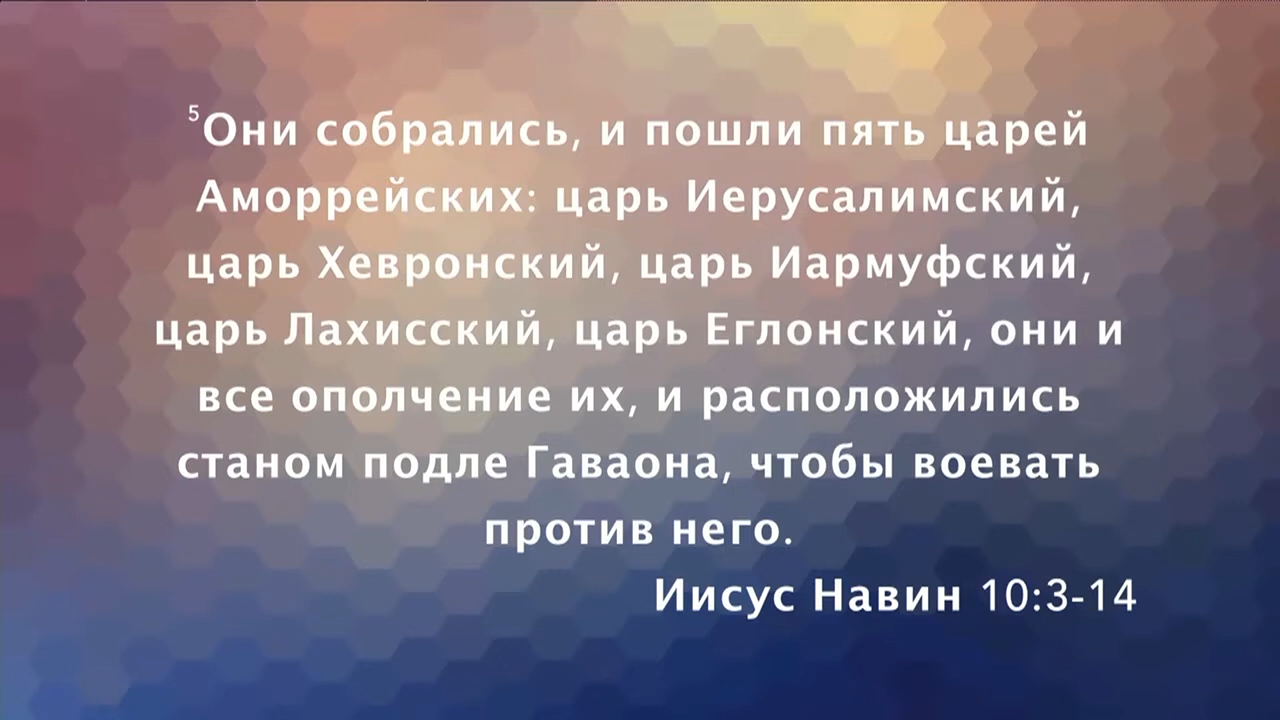 ⁵Они собрались, и пошли пять царей
Аморрейских: царь Иерусалимский,
царь Хевронский, царь Иармуфский,
царь Лахисский, царь Еглонский, они и
все ополчение их, и расположились
станом подле Гаваона, чтобы воевать
против него.
Иисус Навин 10:3-14